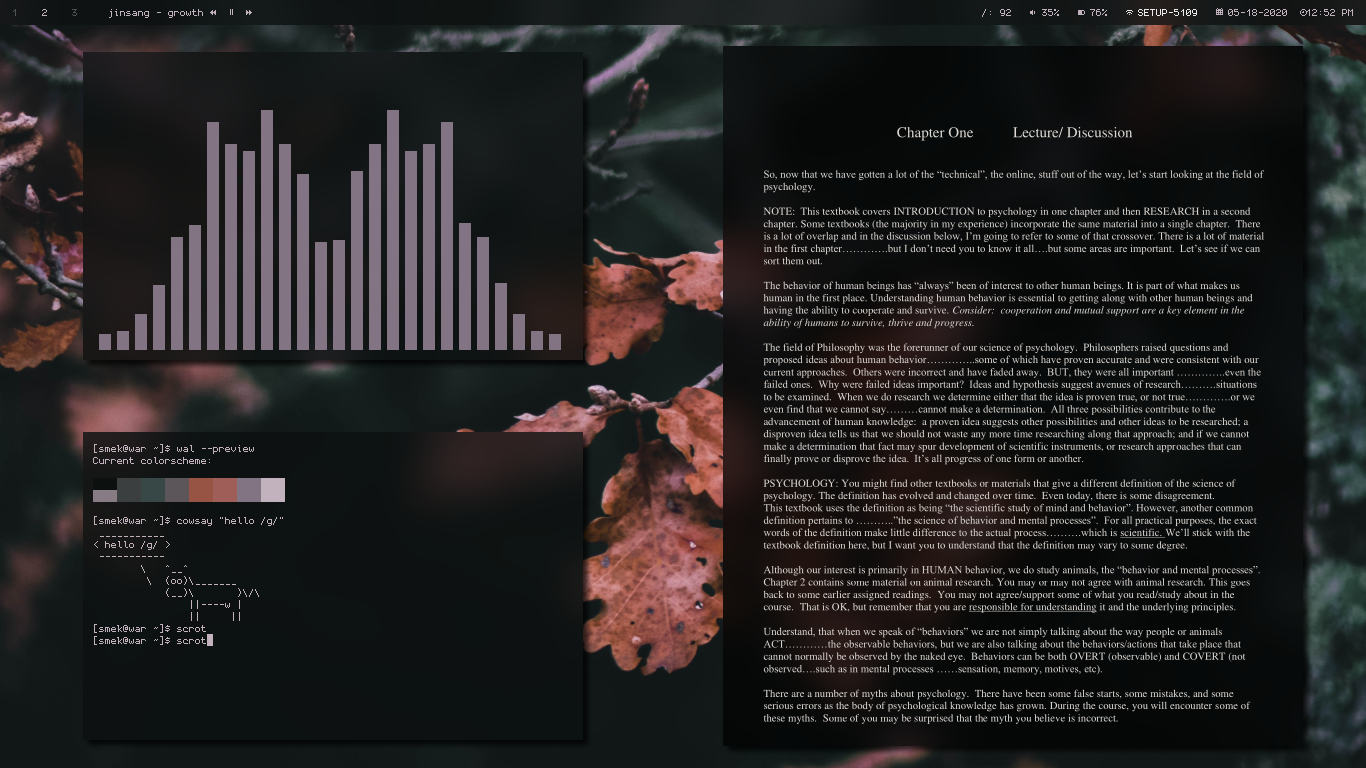 1 2 3 jinsang - growth /: 92 35% 76% SETUP-5109 05-18-2020 12:52 PM
[smek@war ~]$ wal --preview
Current colorscheme:
[smek@war ~]$ cowsay "hello /g/"
 ___________
< hello /g/ >
 -----------
        \   ^__^
         \  (oo)\_______
            (__)\       )\/\
                ||----w |
                ||     ||
[smek@war ~]$ scrot
[smek@war ~]$ scrot
Chapter One Lecture/ Discussion
So, now that we have gotten a lot of the “technical”, the online, stuff out of the way, let’s start looking at the field of
psychology.
NOTE: This textbook covers INTRODUCTION to psychology in one chapter and then RESEARCH in a second
chapter. Some textbooks (the majority in my experience) incorporate the same material into a single chapter. There
is a lot of overlap and in the discussion below, I’m going to refer to some of that crossover. There is a lot of material
in the first chapter…………but I don’t need you to know it all….but some areas are important. Let’s see if we can
sort them out.
The behavior of human beings has “always” been of interest to other human beings. It is part of what makes us
human in the first place. Understanding human behavior is essential to getting along with other human beings and
having the ability to cooperate and survive. Consider: cooperation and mutual support are a key element in the
ability of humans to survive, thrive and progress.
The field of Philosophy was the forerunner of our science of psychology. Philosophers raised questions and
proposed ideas about human behavior…………..some of which have proven accurate and were consistent with our
current approaches. Others were incorrect and have faded away. BUT, they were all important …………..even the
failed ones. Why were failed ideas important? Ideas and hypothesis suggest avenues of research……….situations
to be examined. When we do research we determine either that the idea is proven true, or not true………….or we
even find that we cannot say………cannot make a determination. All three possibilities contribute to the
advancement of human knowledge: a proven idea suggests other possibilities and other ideas to be researched; a
disproven idea tells us that we should not waste any more time researching along that approach; and if we cannot
make a determination that fact may spur development of scientific instruments, or research approaches that can
finally prove or disprove the idea. It’s all progress of one form or another.
PSYCHOLOGY: You might find other textbooks or materials that give a different definition of the science of
psychology. The definition has evolved and changed over time. Even today, there is some disagreement.
This textbook uses the definition as being “the scientific study of mind and behavior”. However, another common
definition pertains to ………..”the science of behavior and mental processes”. For all practical purposes, the exact
words of the definition make little difference to the actual process………which is scientific. We’ll stick with the
textbook definition here, but I want you to understand that the definition may vary to some degree.
Although our interest is primarily in HUMAN behavior, we do study animals, the “behavior and mental processes”.
Chapter 2 contains some material on animal research. You may or may not agree with animal research. This goes
back to some earlier assigned readings. You may not agree/support some of what you read/study about in the
course. That is OK, but remember that you are responsible for understanding it and the underlying principles.
Understand, that when we speak of “behaviors” we are not simply talking about the way people or animals
ACT…………the observable behaviors, but we are also talking about the behaviors/actions that take place that
cannot normally be observed by the naked eye. Behaviors can be both OVERT (observable) and COVERT (not
observed….such as in mental processes ……sensation, memory, motives, etc).
There are a number of myths about psychology. There have been some false starts, some mistakes, and some
serious errors as the body of psychological knowledge has grown. During the course, you will encounter some of
these myths. Some of you may be surprised that the myth you believe is incorrect.